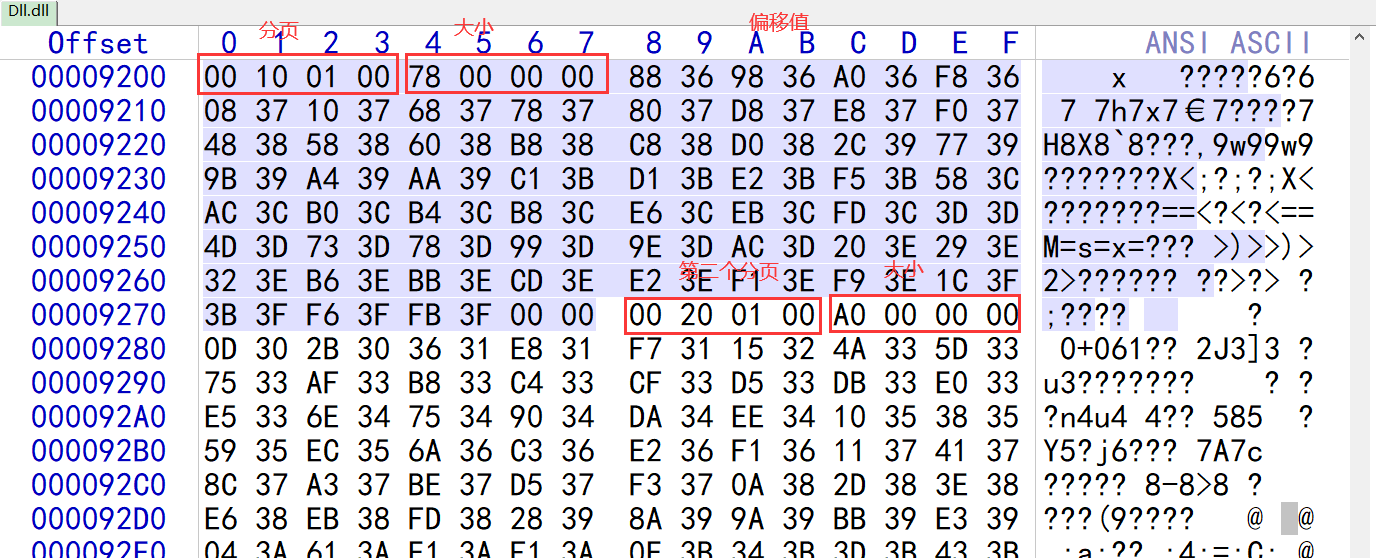 Dll.dll
分页 大小 偏移值
Offset 0 1 2 3 4 5 6 7 8 9 A B C D E F ANSI ASCII
00009200 00 10 01 00 78 00 00 00 88 36 98 36 A0 36 F8 36 x ?????6?6
00009210 08 37 10 37 68 37 78 37 80 37 D8 37 E8 37 F0 37 7 7h7x7€7????7
00009220 48 38 58 38 60 38 B8 38 C8 38 D0 38 2C 39 77 39 H8X8`8???,9w99w9
00009230 9B 39 A4 39 AA 39 C1 3B D1 3B E2 3B F5 3B 58 3C ???????X<;?;?;X<
00009240 AC 3C B0 3C B4 3C B8 3C E6 3C EB 3C FD 3C 3D 3D ???????==<?<?<==
00009250 4D 3D 73 3D 78 3D 99 3D 9E 3D AC 3D 20 3E 29 3E M=s=x=??? >)>>)>
第二个分页 大小
00009260 32 3E B6 3E BB 3E CD 3E E2 3E F1 3E F9 3E 1C 3F 2>?????? ?>?> ?
00009270 3B 3F F6 3F FB 3F 00 00 00 20 01 00 A0 00 00 00 ;???? ?
00009280 0D 30 2B 30 36 31 E8 31 F7 31 15 32 4A 33 5D 33 0+061?? 2J3]3 ?
00009290 75 33 AF 33 B8 33 C4 33 CF 33 D5 33 DB 33 E0 33 u3??????? ? ?
000092A0 E5 33 6E 34 75 34 90 34 DA 34 EE 34 10 35 38 35 ?n4u4 4?? 585 ?
000092B0 59 35 EC 35 6A 36 C3 36 E2 36 F1 36 11 37 41 37 Y5?j6??? 7A7c
000092C0 8C 37 A3 37 BE 37 D5 37 F3 37 0A 38 2D 38 3E 38 ????? 8-8>8 ?
000092D0 E6 38 EB 38 FD 38 28 39 8A 39 9A 39 BB 39 E3 39 ???(9???? @ @